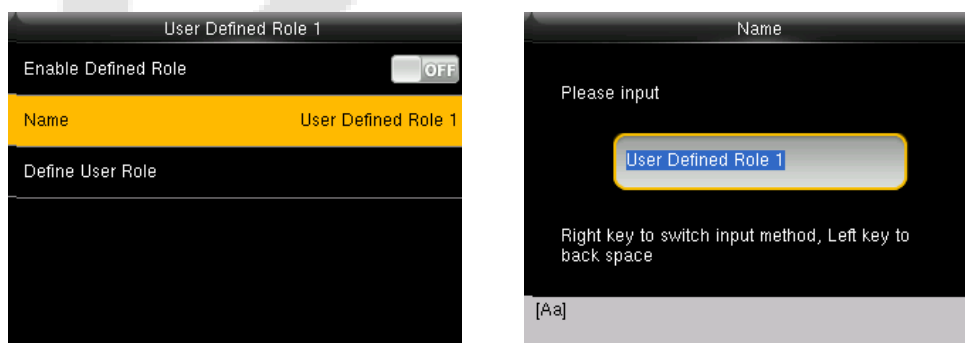 User Defined Role 1
Enable Defined Role OFF
Name User Defined Role 1
Define User Role
Name
Please input
User Defined Role 1
Right key to switch input method, Left key to
back space
[Aa]